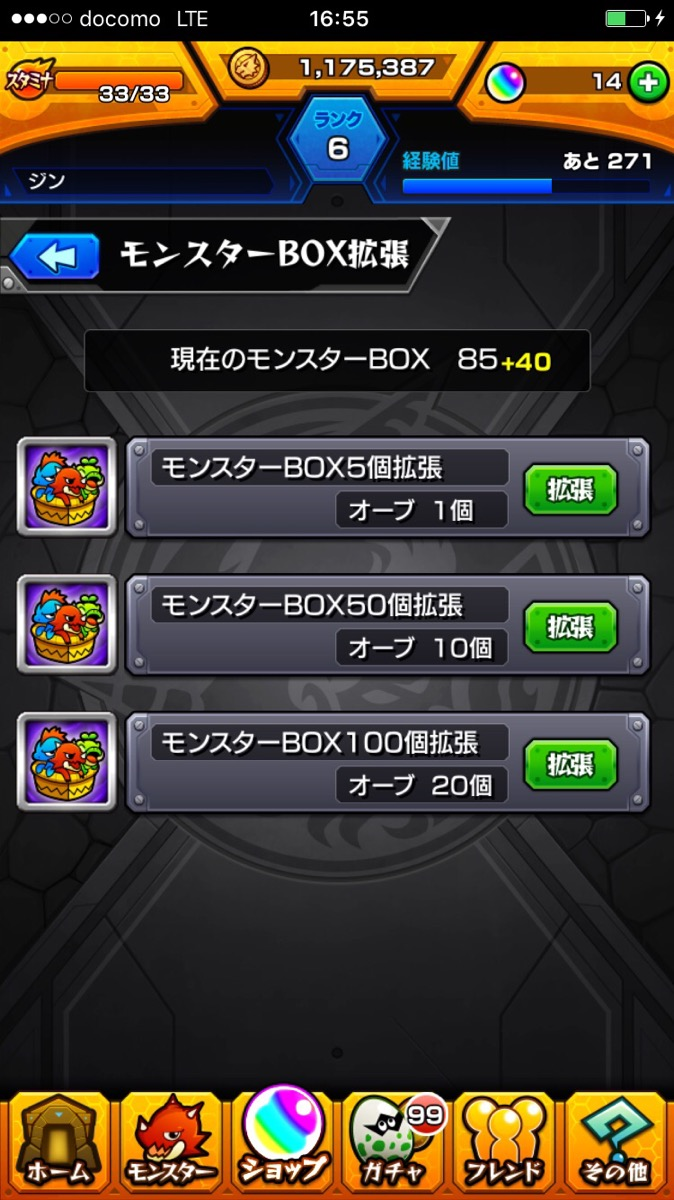 docomo LTE 16:55
スタミナ 33/33
1,175,387
14
ランク
6
経験値 あと 271
ジン
モンスターBOX拡張
現在のモンスターBOX 85+40
モンスターBOX5個拡張
オーブ 1個
拡張
モンスターBOX50個拡張
オーブ 10個
拡張
モンスターBOX100個拡張
オーブ 20個
拡張
99
ホーム モンスター ショップ ガチャ フレンド その他